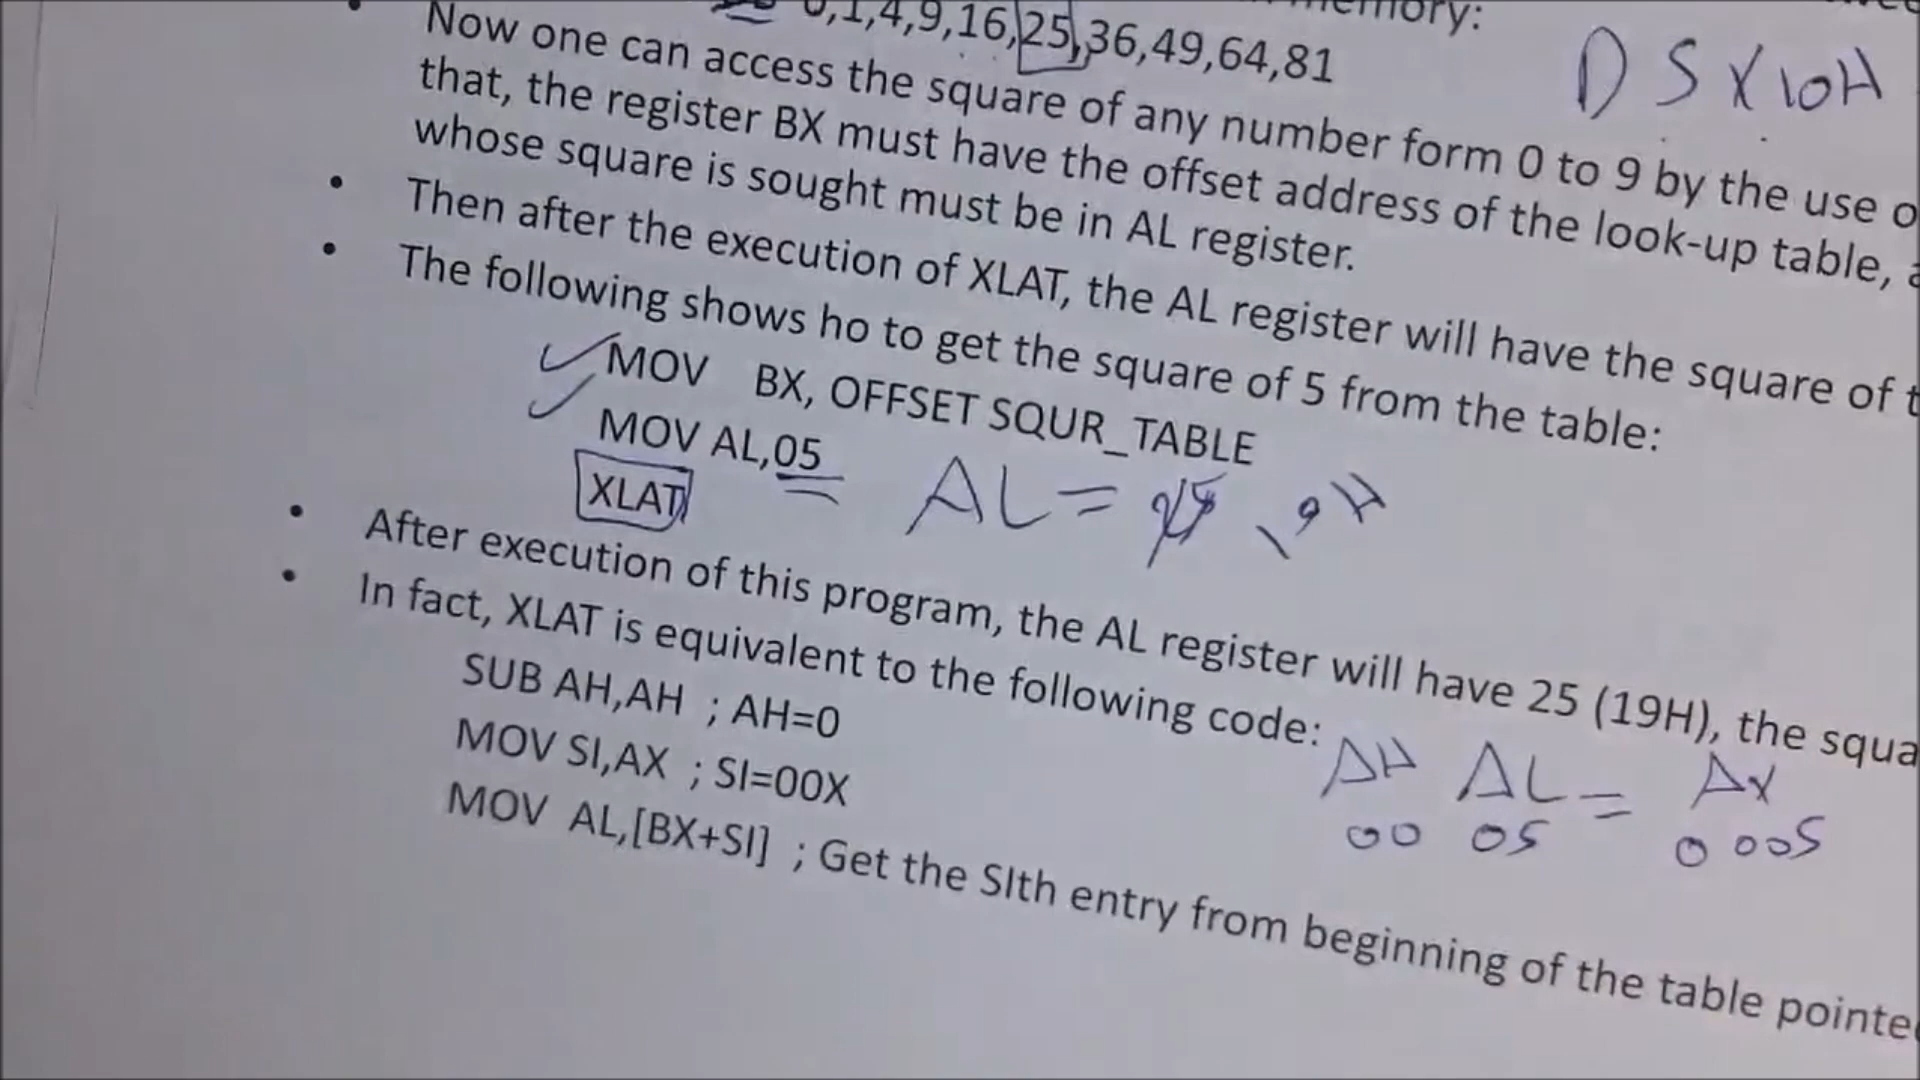 memory:
0,1,4,9,16,25,36,49,64,81
DSX10H
Now one can access the square of any number form 0 to 9 by the use
that, the register BX must have the offset address of the look-up table,
whose square is sought must be in AL register.
Then after the execution of XLAT, the AL register will have the square of
The following shows ho to get the square of 5 from the table:
MOV BX, OFFSET SQUR_TABLE
MOV AL,05
XLAT
AL= 19H
After execution of this program, the AL register will have 25 (19H), the
In fact, XLAT is equivalent to the following code:
SUB AH,AH ; AH=0
MOV SI,AX ; SI=00X
MOV AL,[BX+SI] ; Get the SIth entry from beginning of the table
AH AL = AX
00 05 0005